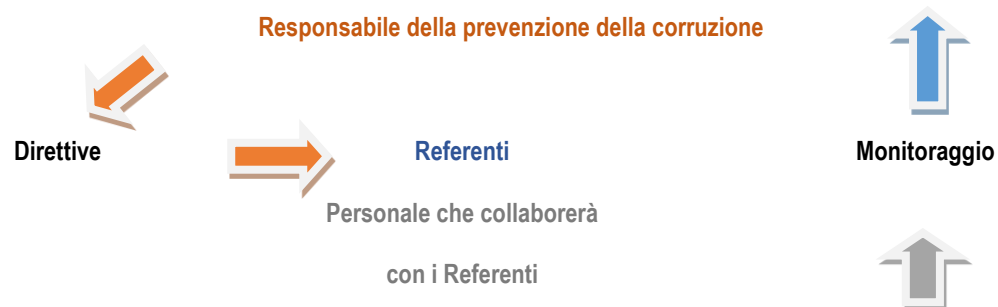 Responsabile della prevenzione della corruzione
Direttive
Referenti
Monitoraggio
Personale che collaborerà
con i Referenti